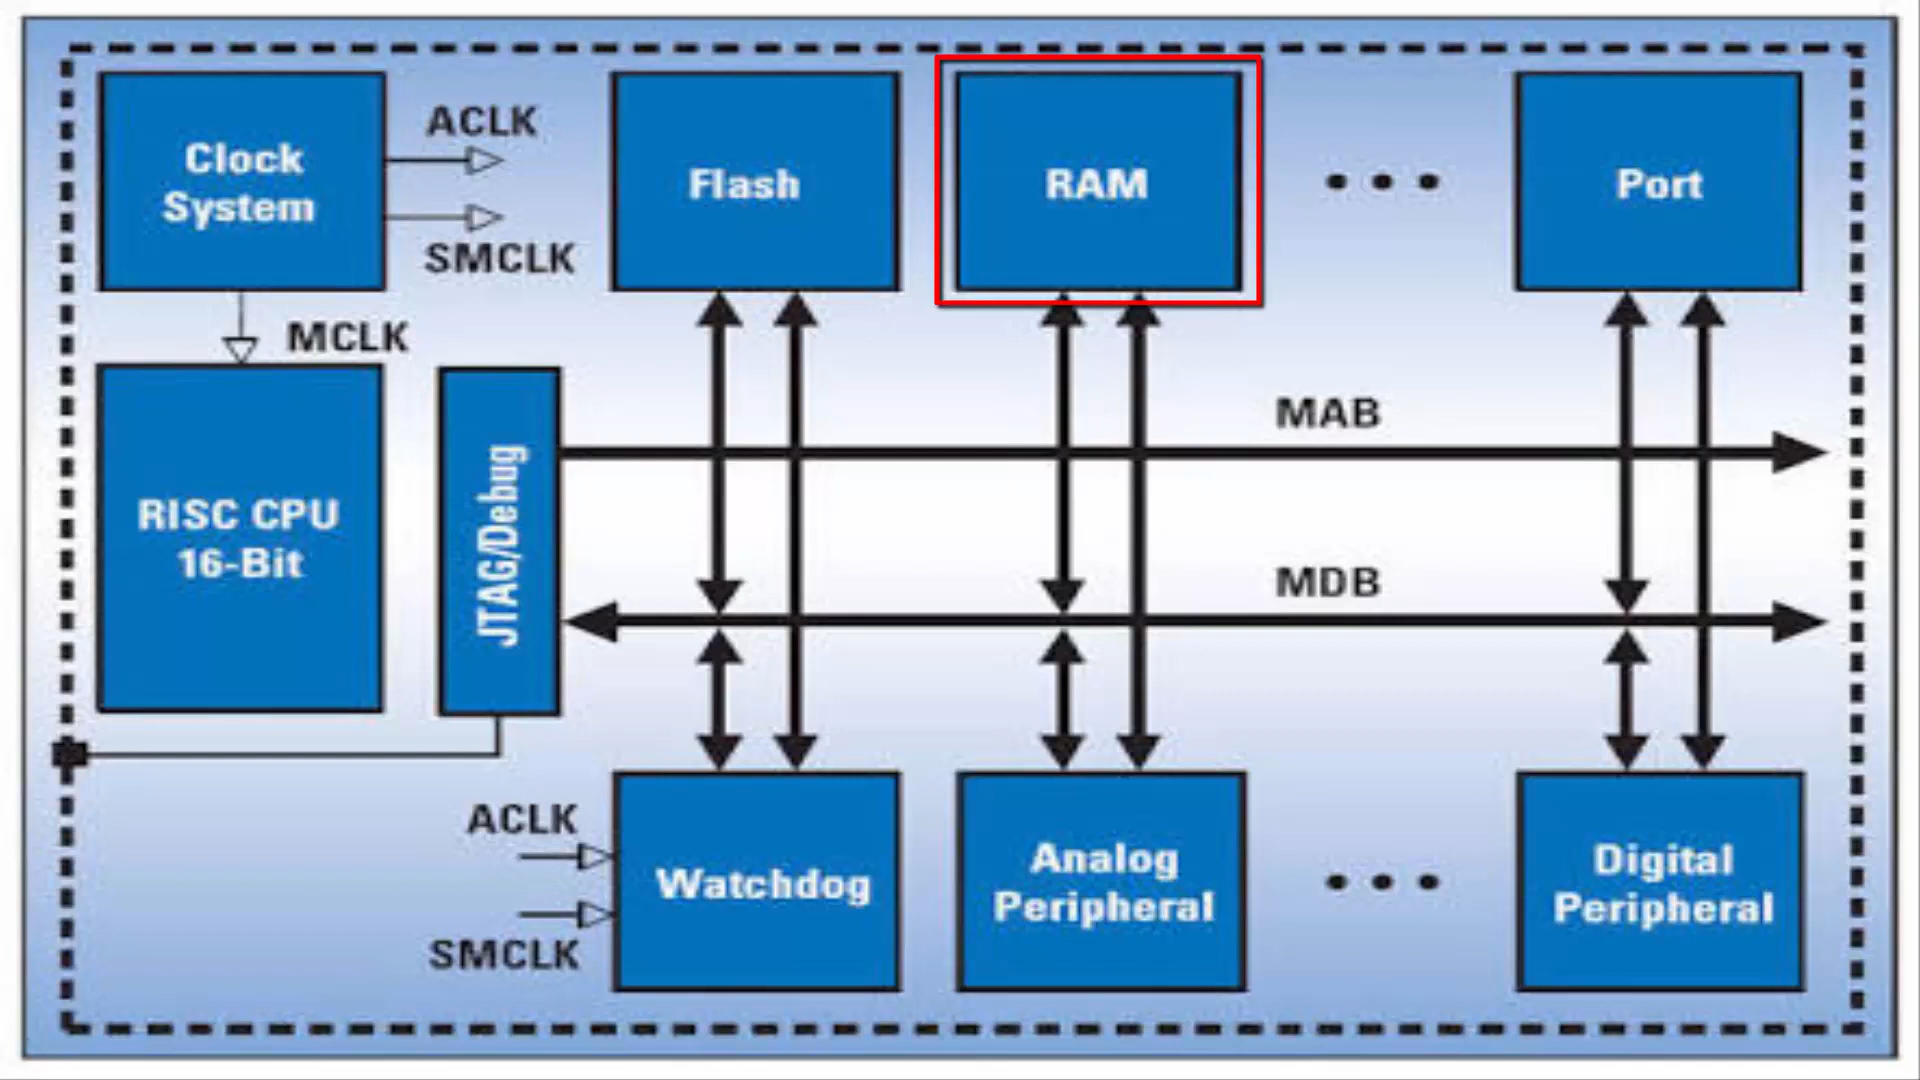 Clock
System
ACLK
SMCLK
Flash
RAM
Port
MCLK
RISC CPU
16-Bit
JTAG/Debug
MAB
MDB
ACLK
SMCLK
Watchdog
Analog
Peripheral
Digital
Peripheral